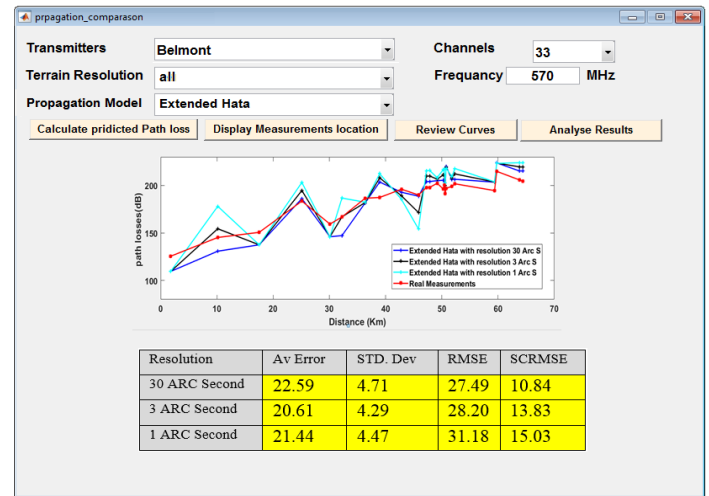 prpagation_comparason
Transmitters Belmont Channels 33
Terrain Resolution all Frequancy 570 MHz
Propagation Model Extended Hata
Calculate pridicted Path loss Display Measurements location Review Curves Analyse Results
path losses(dB)
200
150
100
0 10 20 30 40 50 60 70
Distance (Km)
Extended Hata with resolution 30 Arc S
Extended Hata with resolution 3 Arc S
Extended Hata with resolution 1 Arc S
Real Measurements
Resolution Av Error STD. Dev RMSE SCRMSE
30 ARC Second 22.59 4.71 27.49 10.84
3 ARC Second 20.61 4.29 28.20 13.83
1 ARC Second 21.44 4.47 31.18 15.03